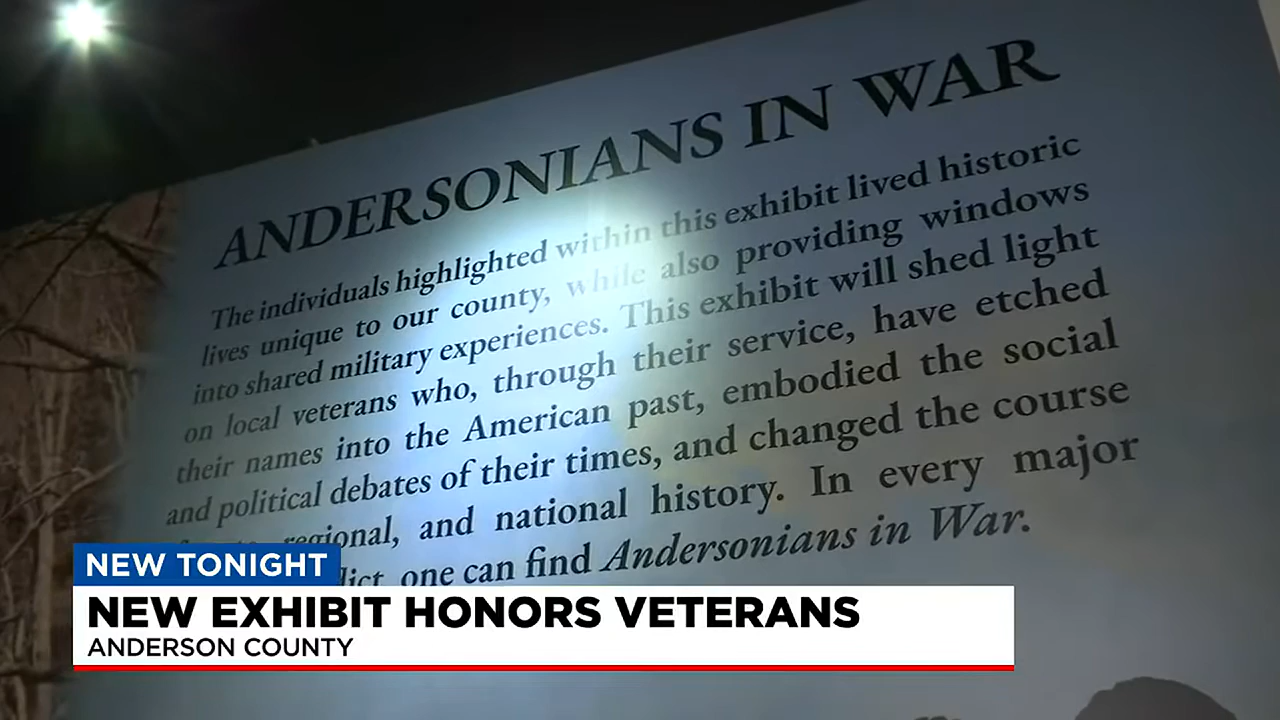 ANDERSONIANS IN WAR
The individuals highlighted within this exhibit lived historic
lives unique to our county, while also providing windows
into shared military experiences. This exhibit will shed light
on local veterans who, through their service, have etched
their names into the American past, embodied the social
and political debates of their times, and changed the course
regional, and national history. In every major
one can find Andersonians in War.
NEW TONIGHT
NEW EXHIBIT HONORS VETERANS
ANDERSON COUNTY